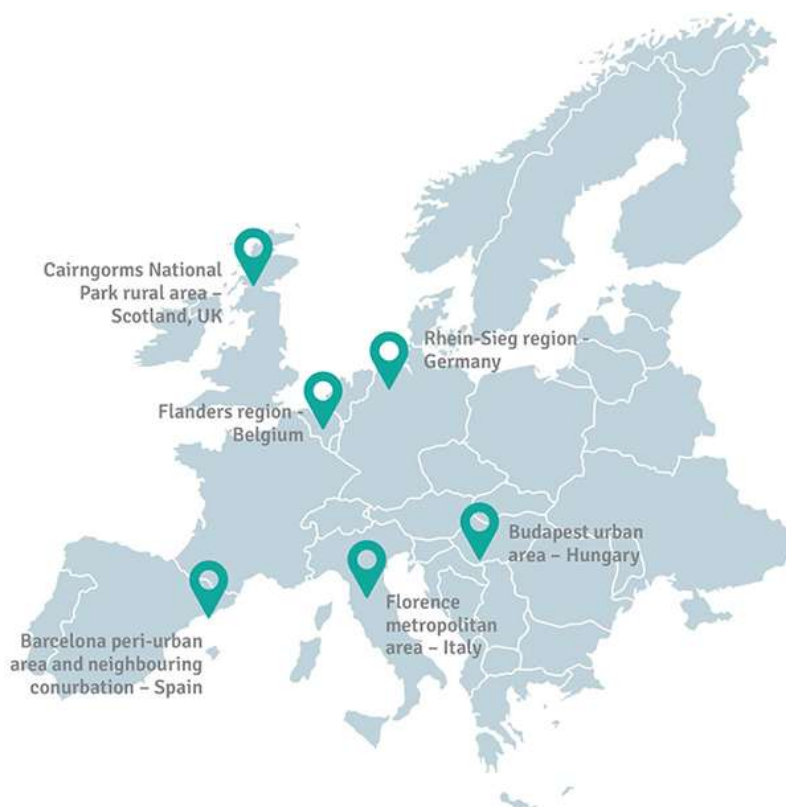 Cairngorms National
Park rural area –
Scotland, UK
Rhein-Sieg region -
Germany
Flanders region -
Belgium
Budapest urban
area – Hungary
Florence
metropolitan
area – Italy
Barcelona peri-urban
area and neighbouring
conurbation – Spain